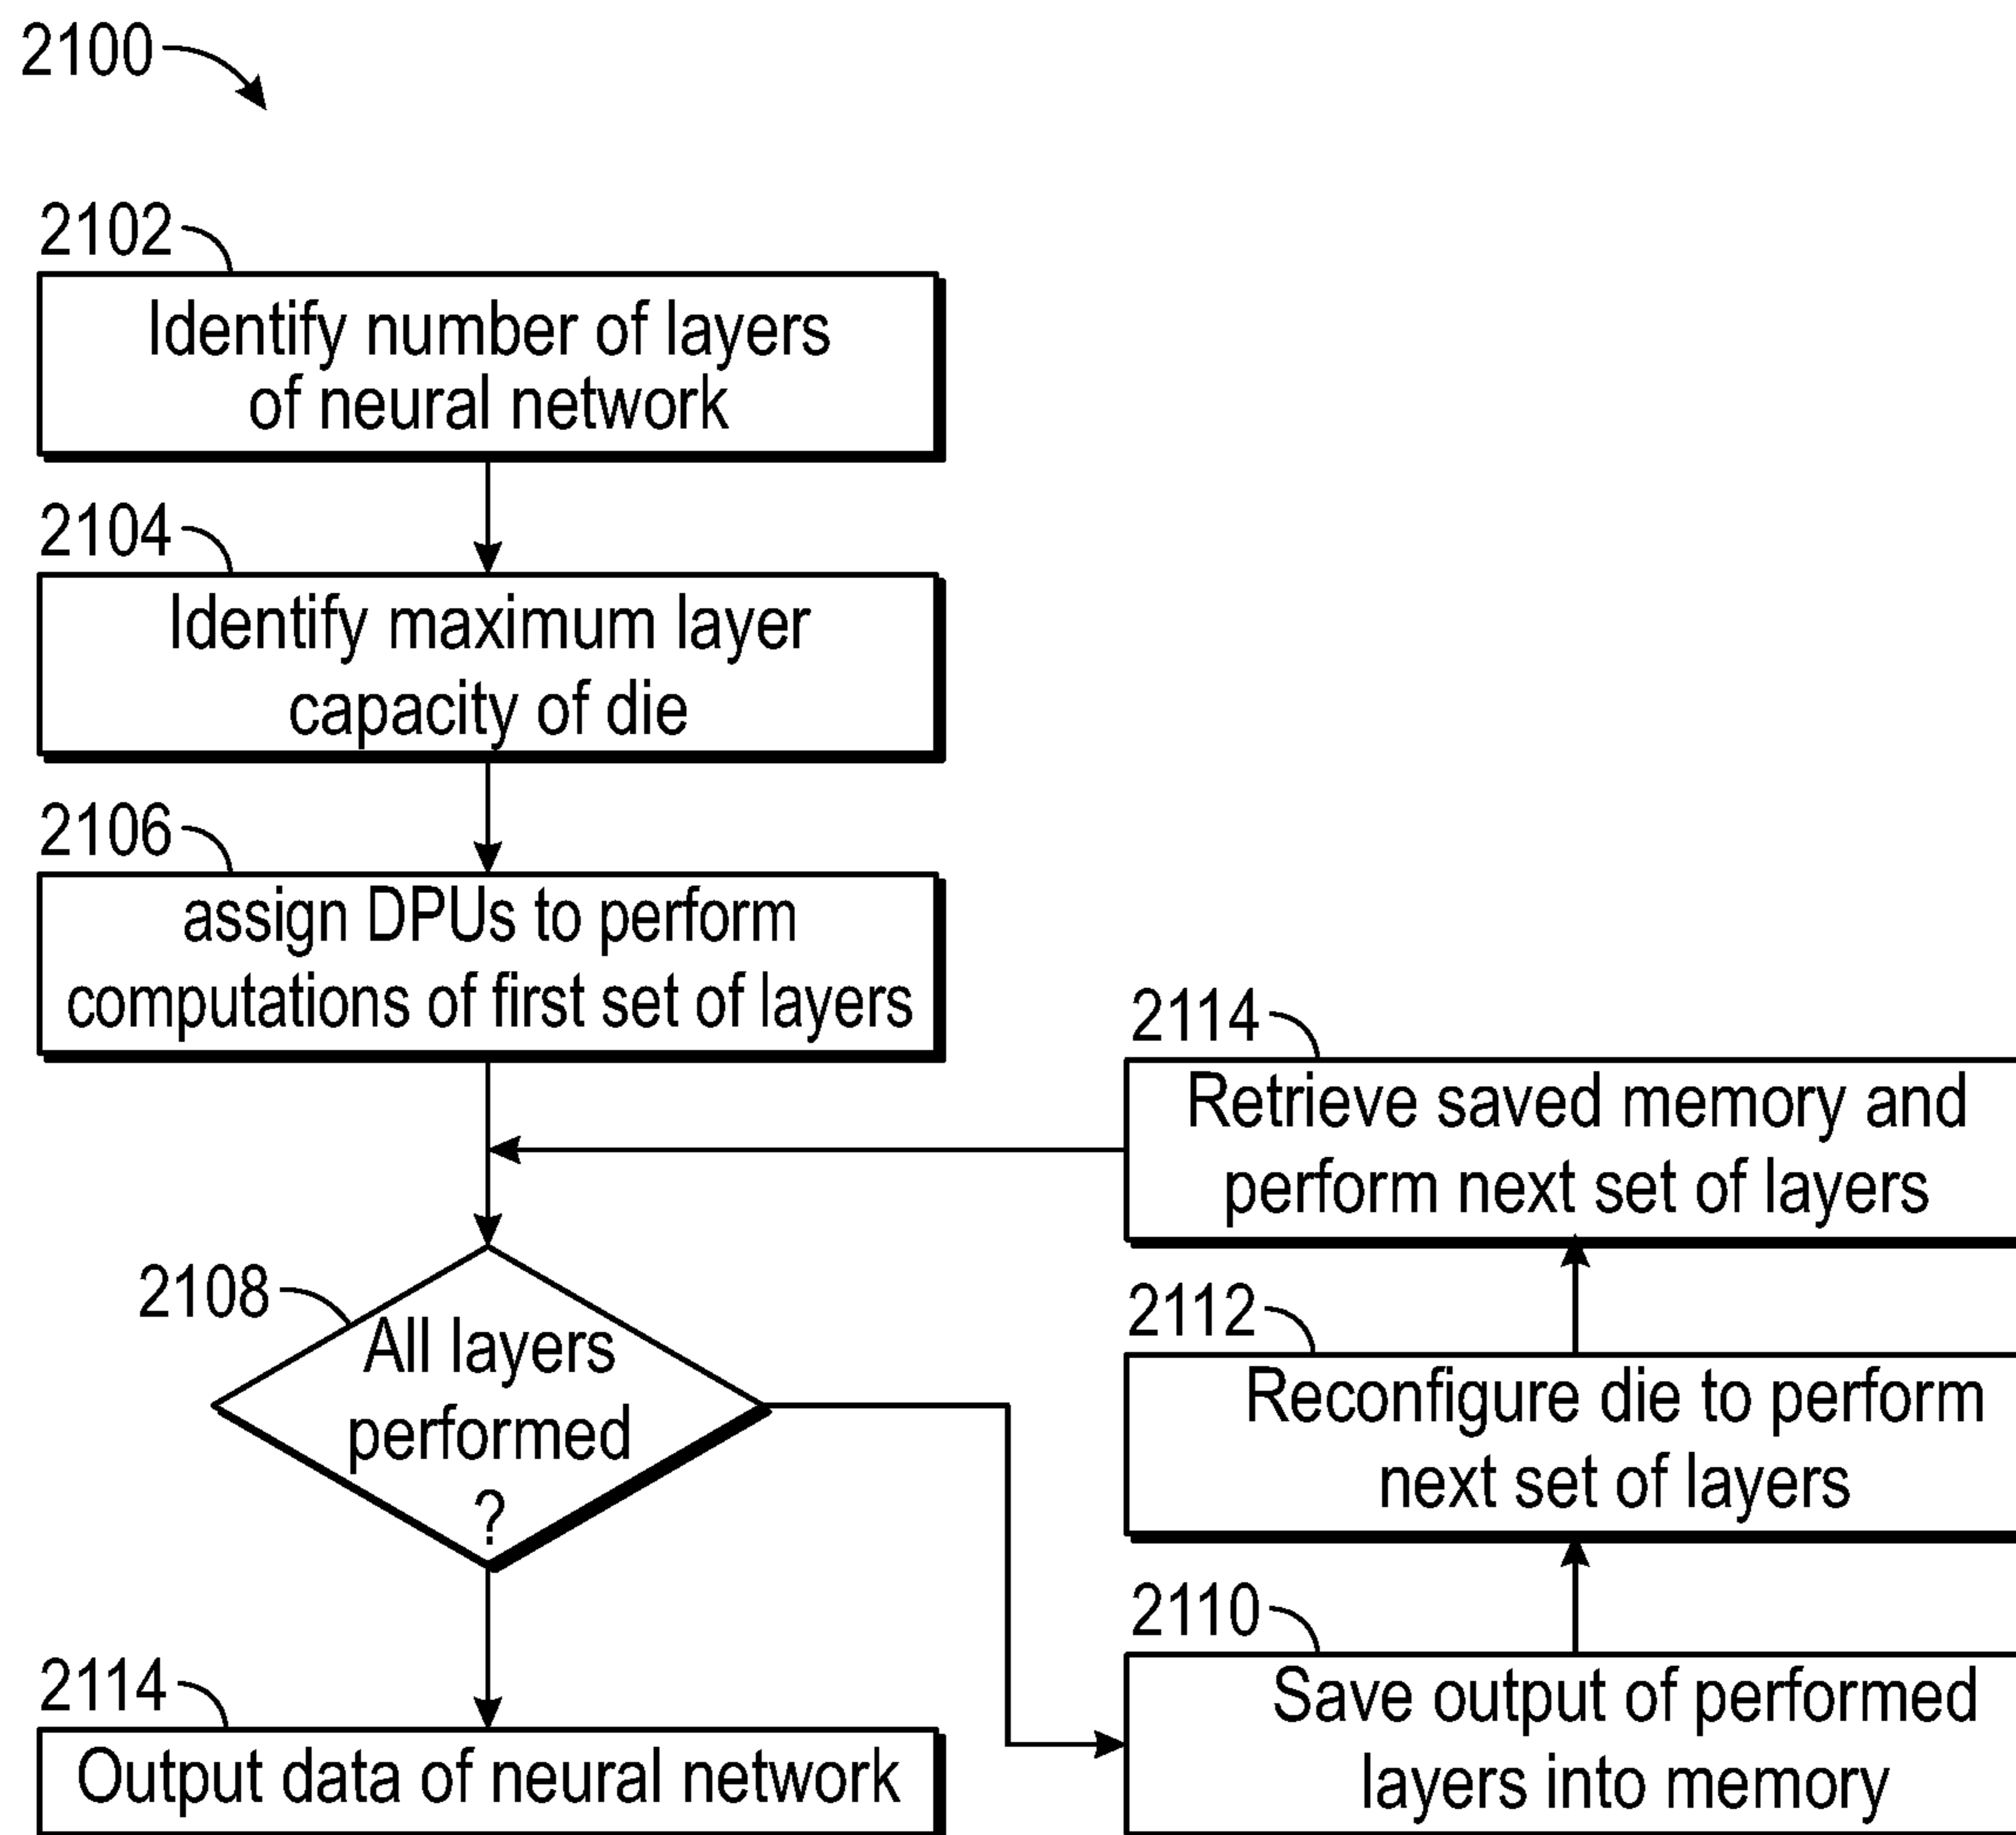 2100
2102
Identify number of layers
of neural network
2104
Identify maximum layer
capacity of die
2106
assign DPUs to perform
computations of first set of layers
2108
All layers
performed
?
2114
Output data of neural network
2114
Retrieve saved memory and
perform next set of layers
2112
Reconfigure die to perform
next set of layers
2110
Save output of performed
layers into memory